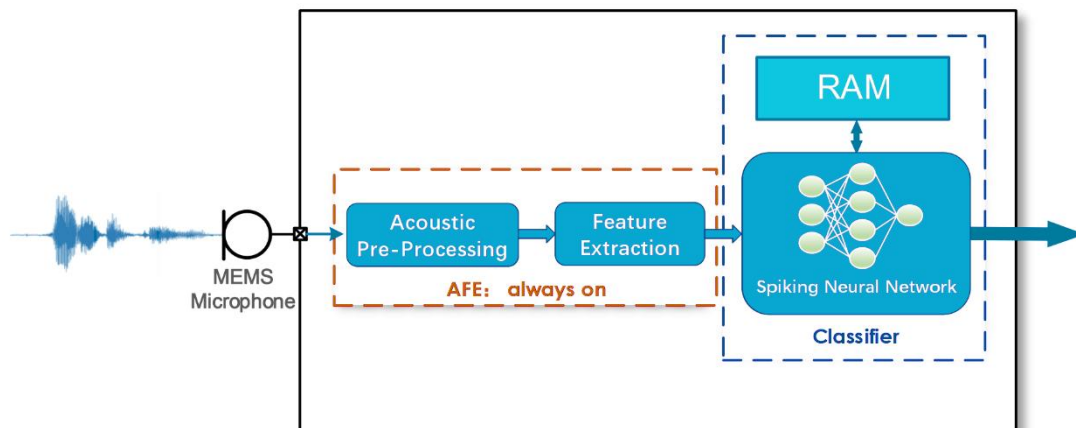 MEMS
Microphone
Acoustic
Pre-Processing
Feature
Extraction
AFE: always on
RAM
Spiking Neural Network
Classifier